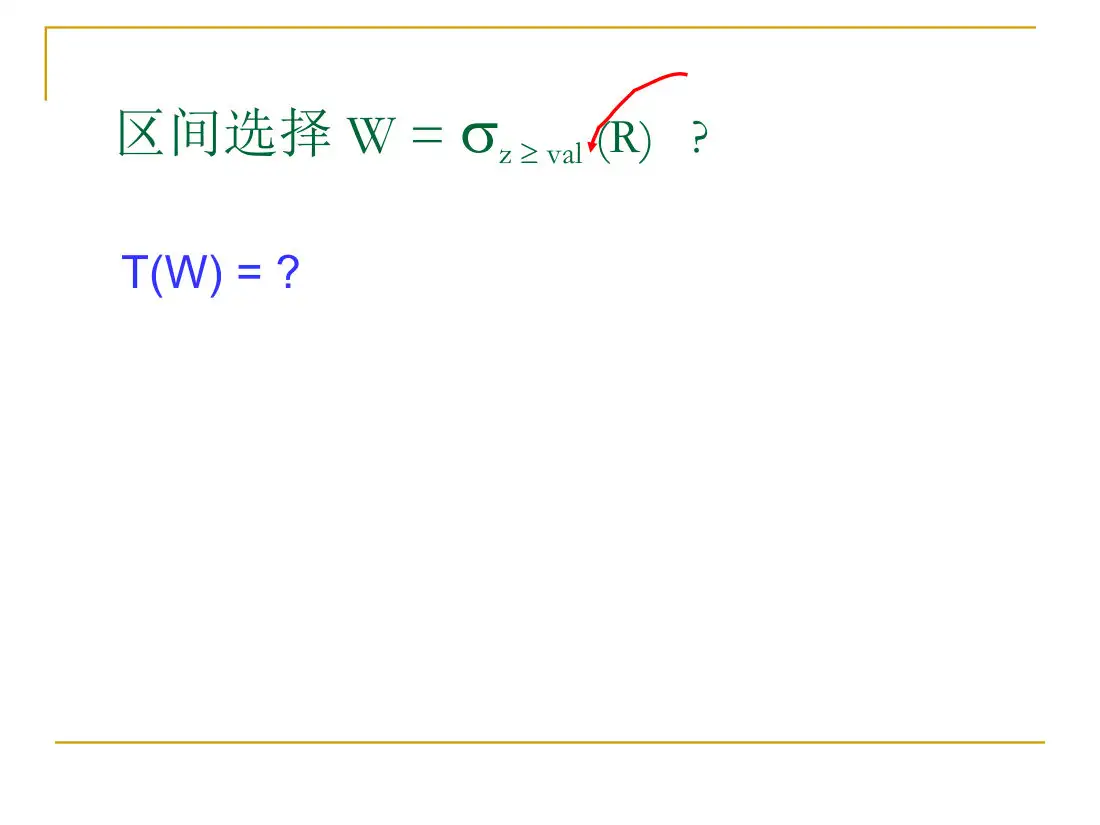 区间选择 W = σz ≥ val (R) ?
T(W) = ?